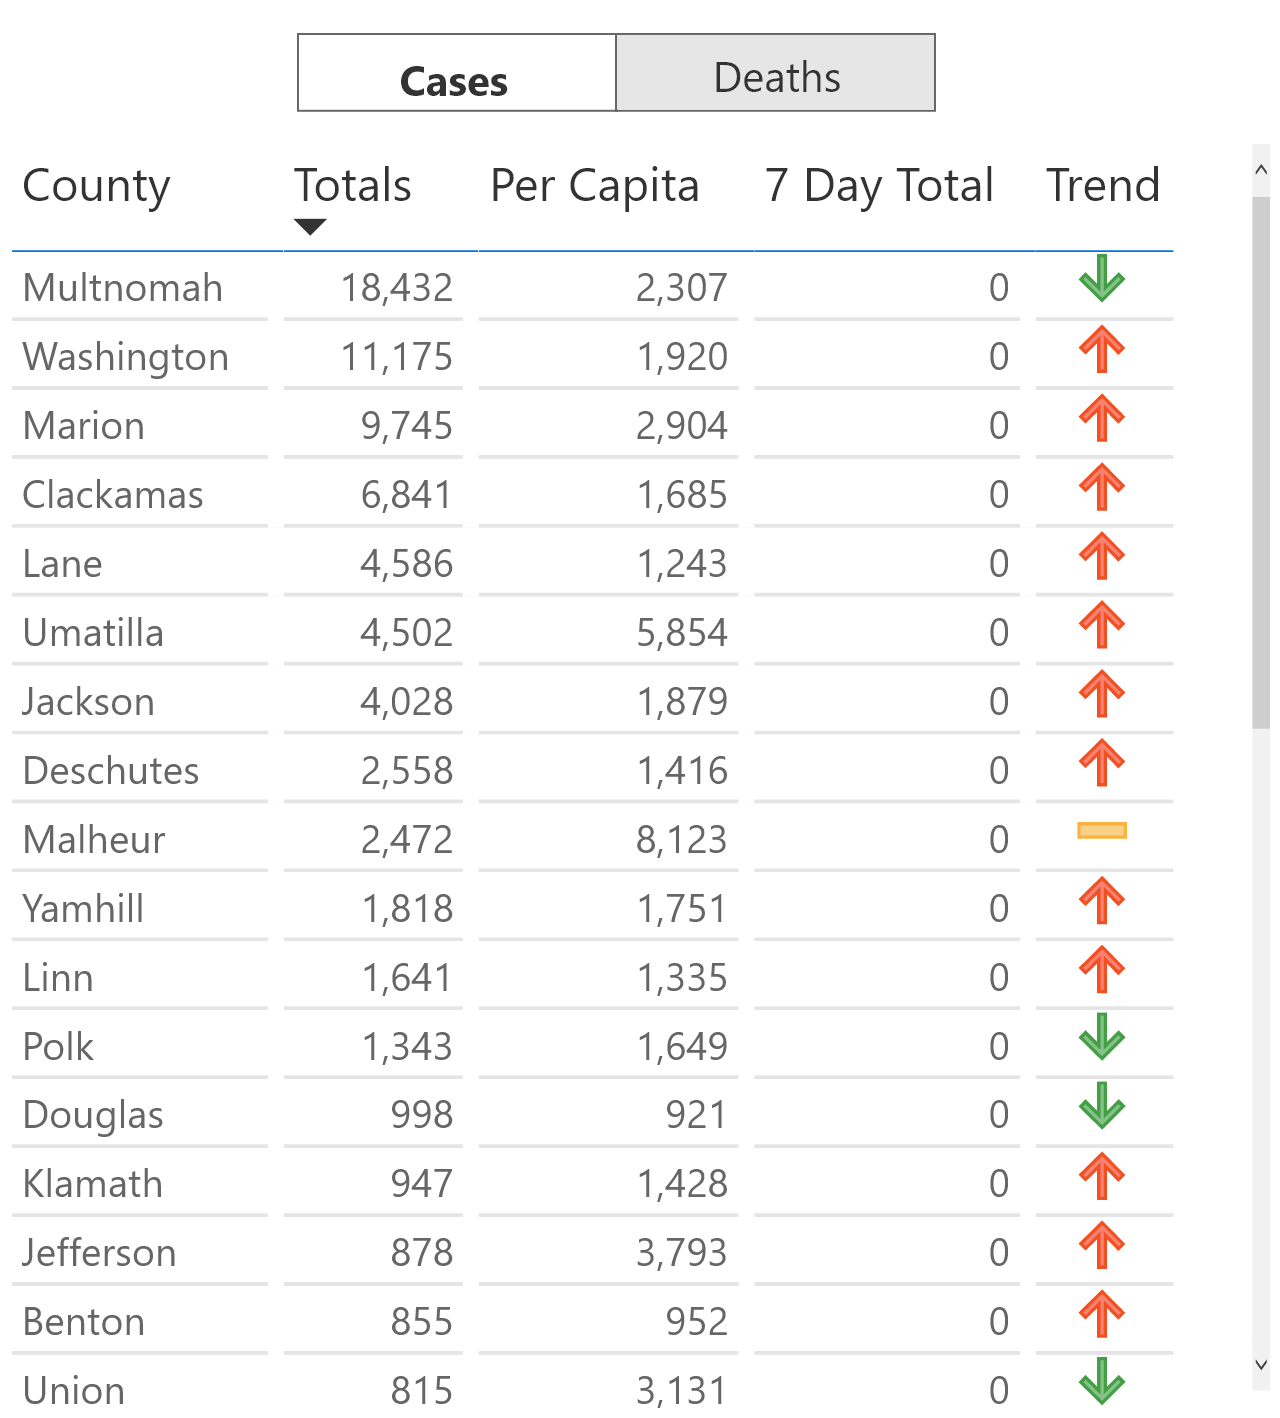 Cases Deaths
County Totals Per Capita 7 Day Total Trend
Multnomah 18,432 2,307 0
Washington 11,175 1,920 0
Marion 9,745 2,904 0
Clackamas 6,841 1,685 0
Lane 4,586 1,243 0
Umatilla 4,502 5,854 0
Jackson 4,028 1,879 0
Deschutes 2,558 1,416 0
Malheur 2,472 8,123 0
Yamhill 1,818 1,751 0
Linn 1,641 1,335 0
Polk 1,343 1,649 0
Douglas 998 921 0
Klamath 947 1,428 0
Jefferson 878 3,793 0
Benton 855 952 0
Union 815 3,131 0